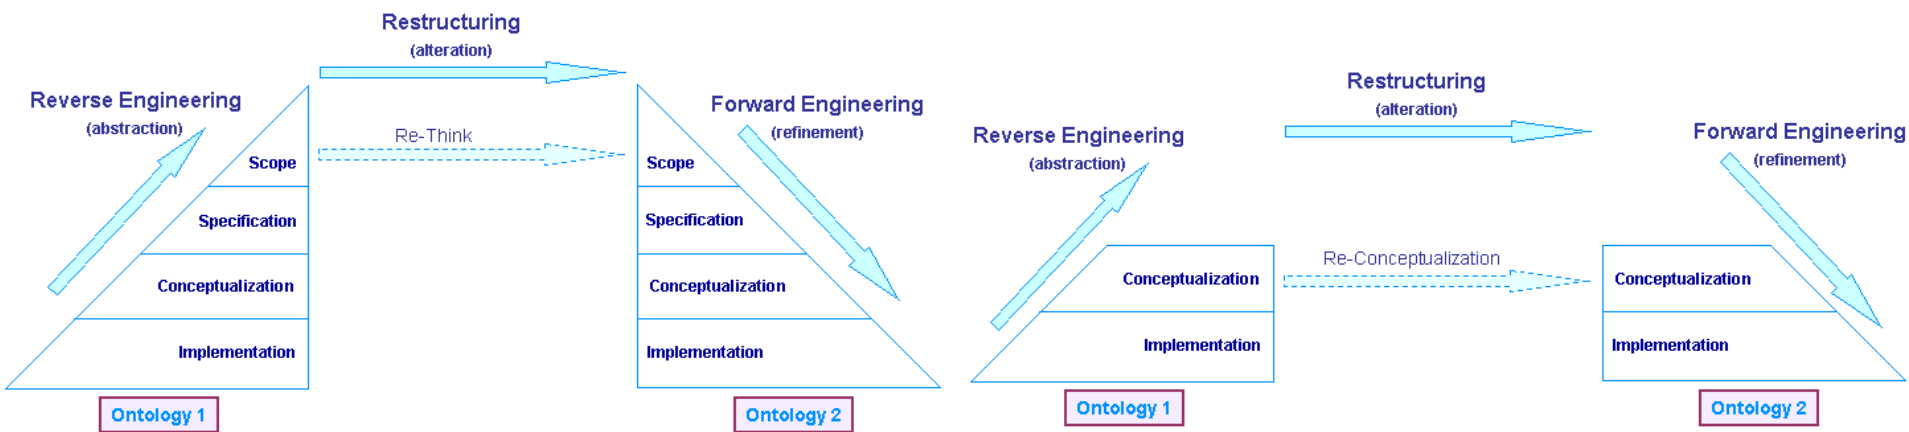 Restructuring
(alteration)
Reverse Engineering
(abstraction)
Forward Engineering
(refinement)
Re-Think
Scope
Specification
Conceptualization
Implementation
Ontology 1
Scope
Specification
Conceptualization
Implementation
Ontology 2
Restructuring
(alteration)
Reverse Engineering
(abstraction)
Forward Engineering
(refinement)
Re-Conceptualization
Conceptualization
Implementation
Ontology 1
Conceptualization
Implementation
Ontology 2